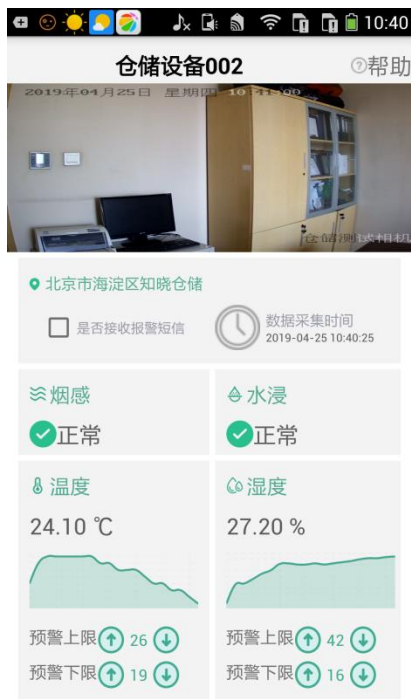 10:40
仓储设备002
?帮助
2019年04月25日 星期四 10:41:00
仓储测试相机
北京市海淀区知晓仓储
是否接收报警短信
数据采集时间
2019-04-25 10:40:25
烟感
水浸
正常
正常
温度
湿度
24.10 ℃
27.20 %
预警上限 26
预警上限 42
预警下限 19
预警下限 16